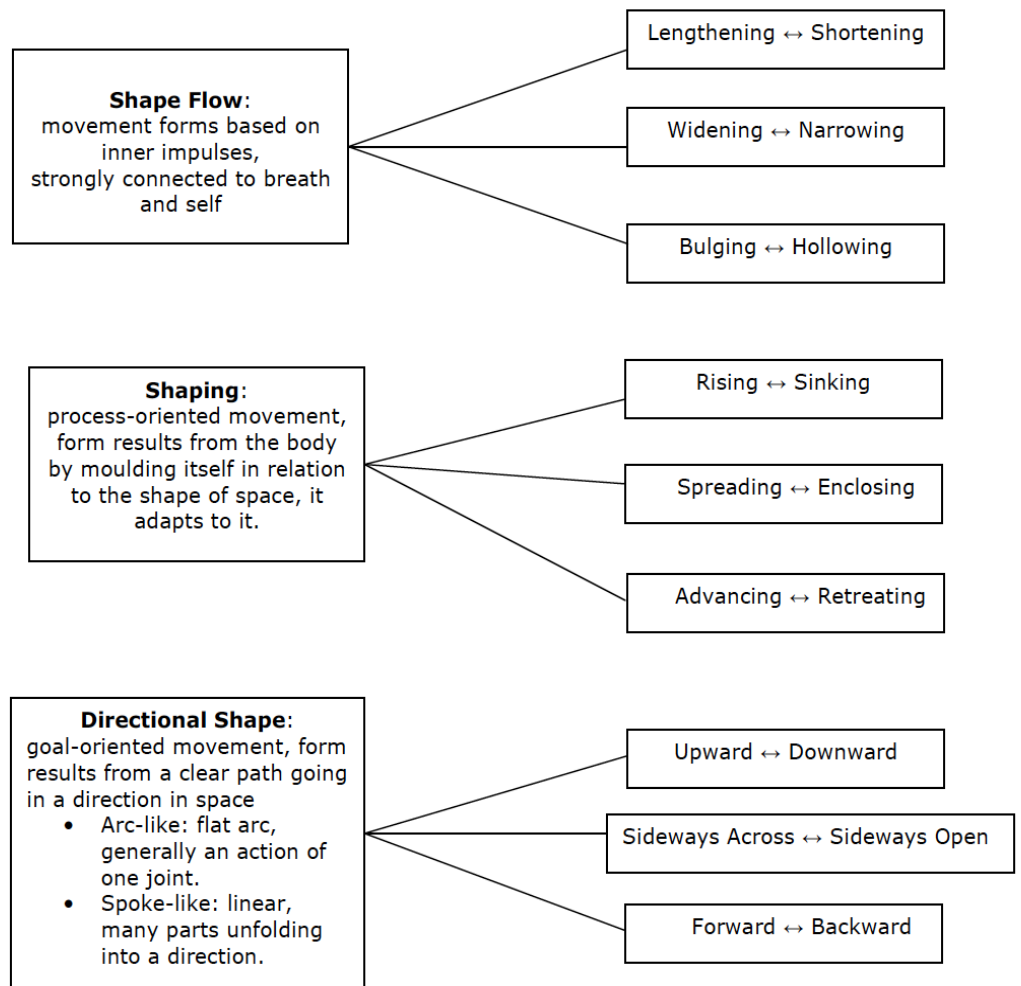 Shape Flow:
movement forms based on
inner impulses,
strongly connected to breath
and self
Lengthening ↔ Shortening
Widening ↔ Narrowing
Bulging ↔ Hollowing
Shaping:
process-oriented movement,
form results from the body
by moulding itself in relation
to the shape of space, it
adapts to it.
Rising ↔ Sinking
Spreading ↔ Enclosing
Advancing ↔ Retreating
Directional Shape:
goal-oriented movement, form
results from a clear path going
in a direction in space
• Arc-like: flat arc,
generally an action of
one joint.
• Spoke-like: linear,
many parts unfolding
into a direction.
Upward ↔ Downward
Sideways Across ↔ Sideways Open
Forward ↔ Backward